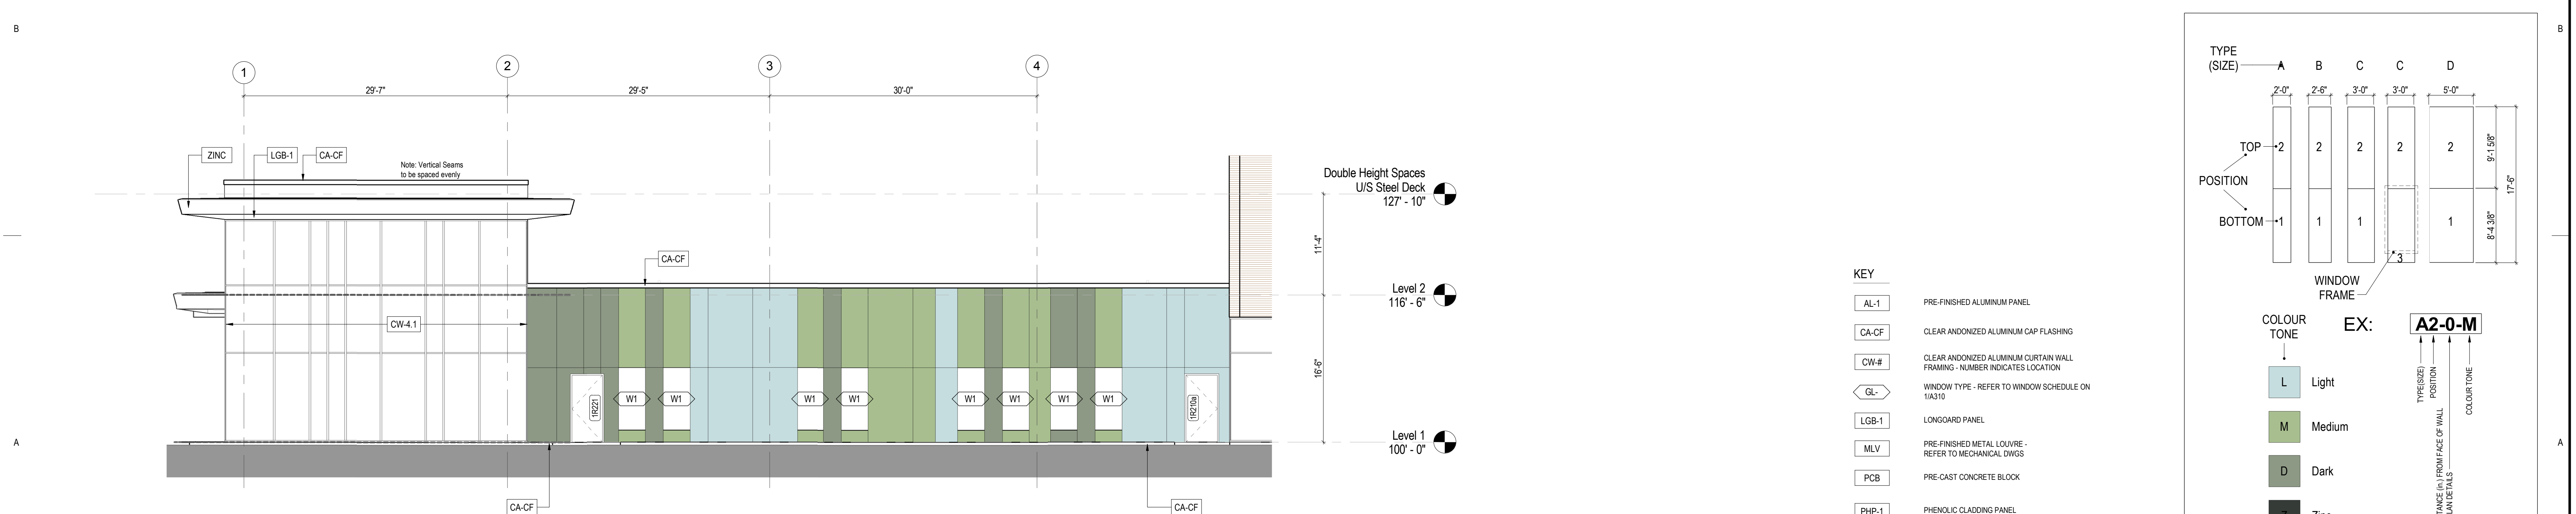 B
B
1
2
3
4
29'-7"
29'-5"
30'-0"
ZINC
LGB-1
CA-CF
Note: Vertical Seams
to be spaced evenly
Double Height Spaces
U/S Steel Deck
127' - 10"
11'-4"
CA-CF
Level 2
116' - 6"
CW-4.1
16'-6"
1R221
W1
W1
W1
W1
W1
W1
W1
W1
1R210a
Level 1
100' - 0"
A
A
CA-CF
CA-CF
KEY
AL-1
PRE-FINISHED ALUMINUM PANEL
CA-CF
CLEAR ANDONIZED ALUMINUM CAP FLASHING
CW-#
CLEAR ANDONIZED ALUMINUM CURTAIN WALL
FRAMING - NUMBER INDICATES LOCATION
GL-
WINDOW TYPE - REFER TO WINDOW SCHEDULE ON
1/A310
LGB-1
LONGOARD PANEL
MLV
PRE-FINISHED METAL LOUVRE -
REFER TO MECHANICAL DWGS
PCB
PRE-CAST CONCRETE BLOCK
PHP-1
PHENOLIC CLADDING PANEL
TYPE
(SIZE)
A
B
C
C
D
2'-0"
2'-6"
3'-0"
3'-0"
5'-0"
TOP
2
2
2
2
2
9'-1 5/8"
17'-6"
POSITION
BOTTOM
1
1
1
1
8'-4 3/8"
3
WINDOW
FRAME
COLOUR
TONE
EX:
A2-0-M
TYPE(SIZE)
POSITION
COLOUR TONE
FROM FACE OF WALL
L
Light
M
Medium
D
Dark